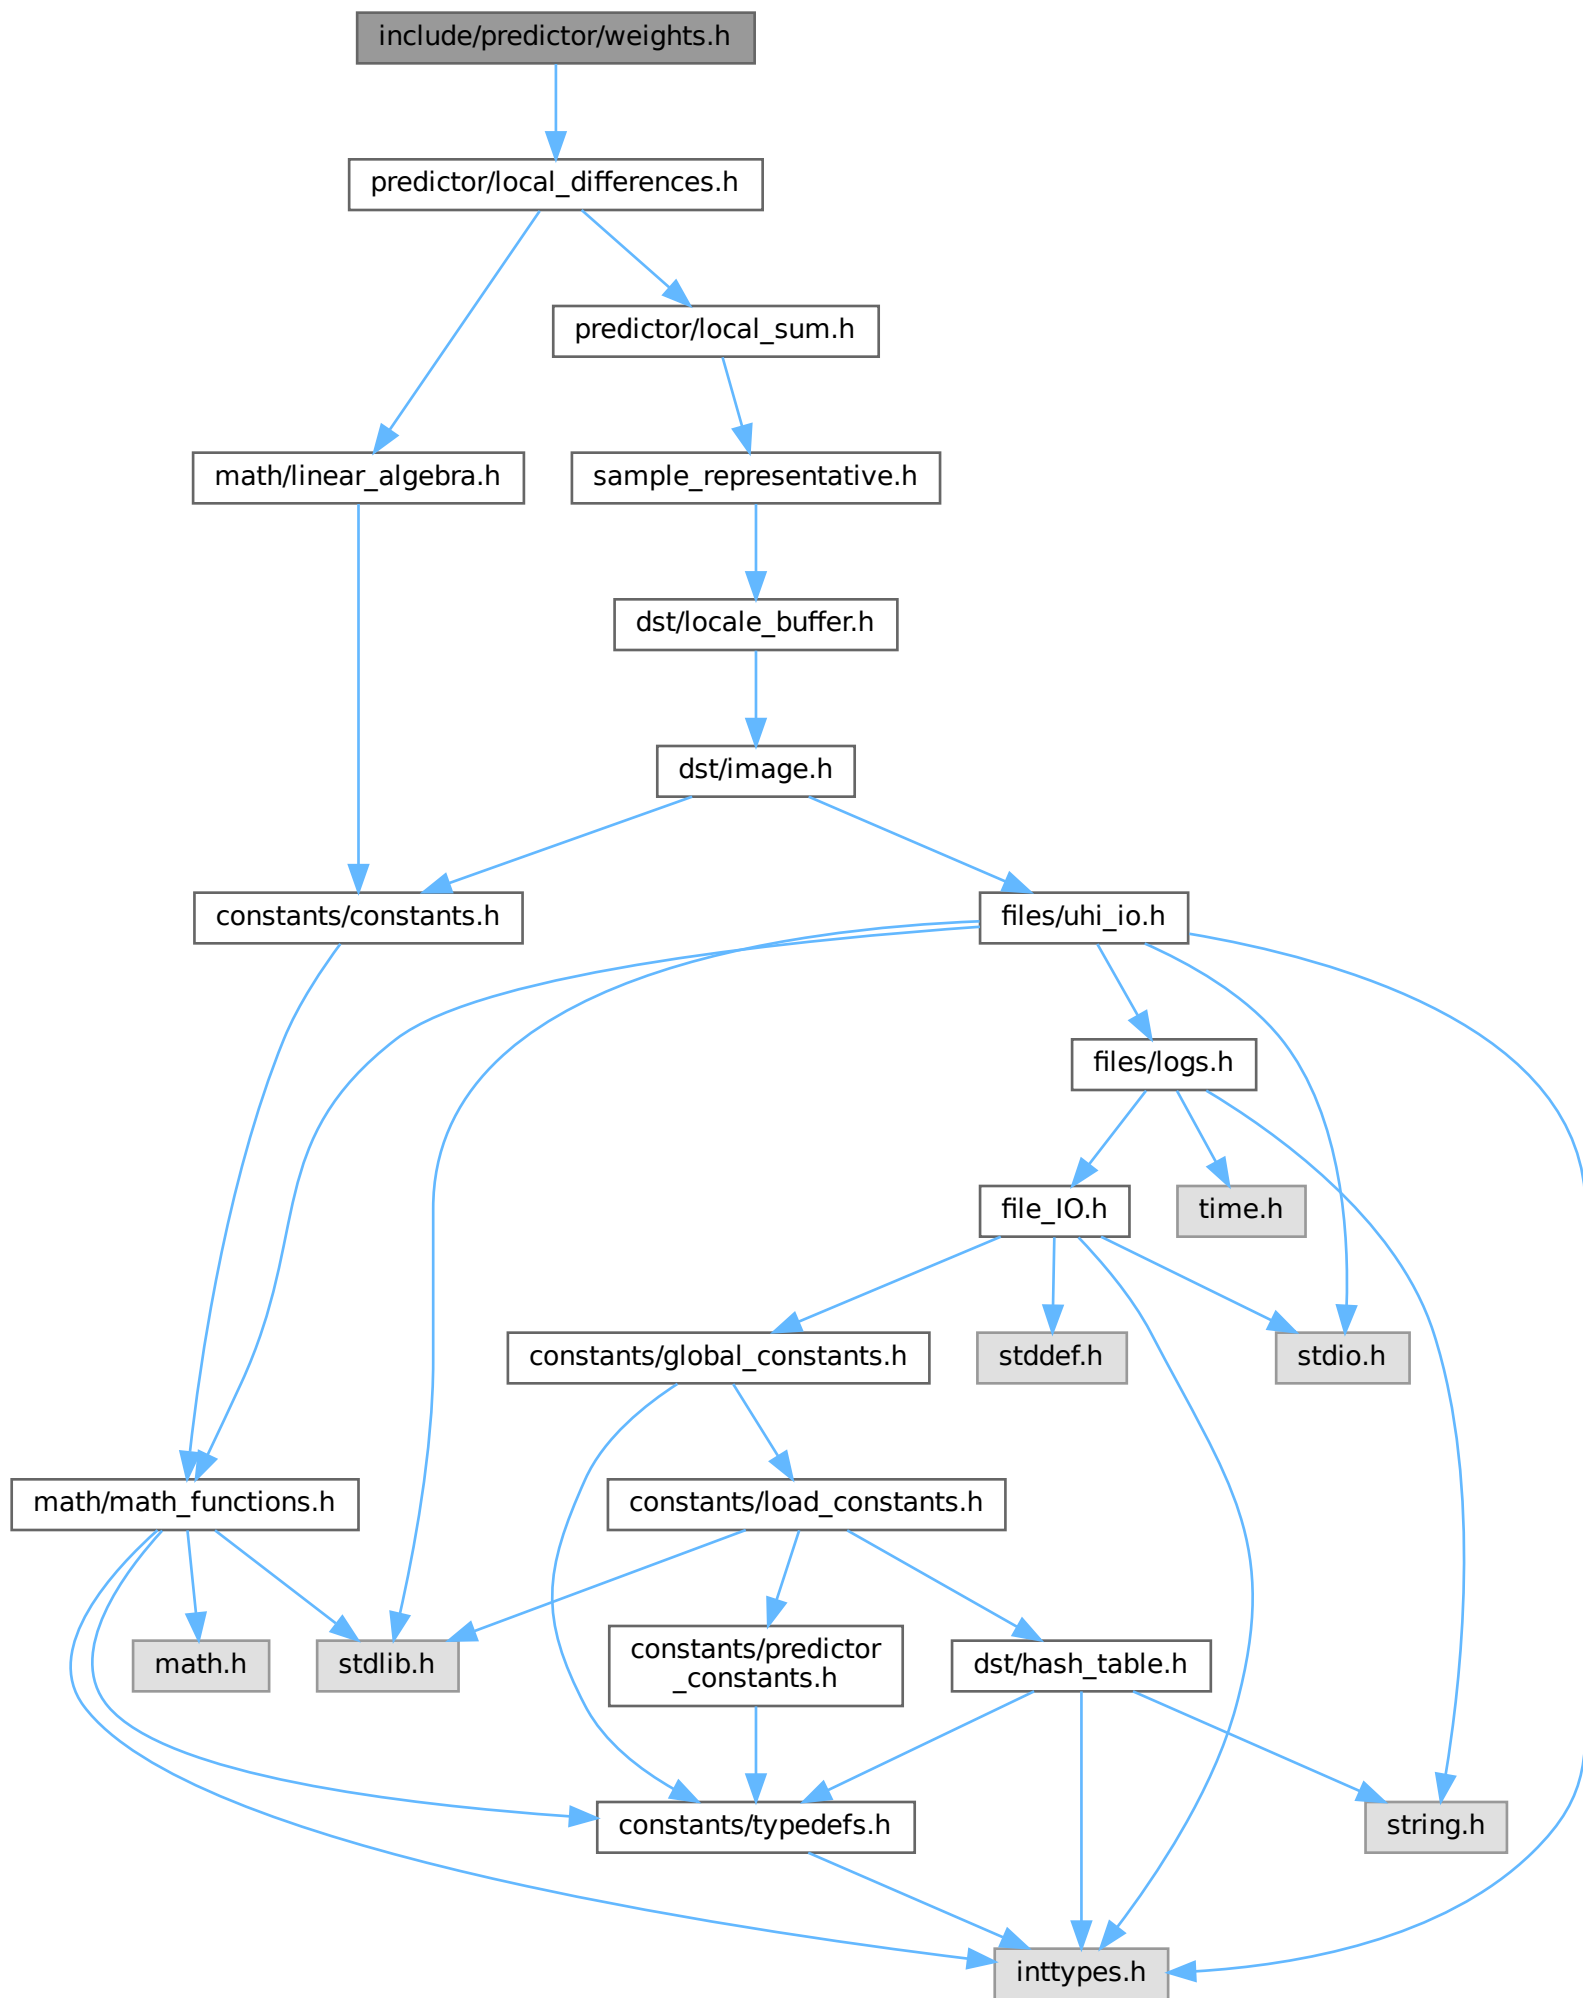 include/predictor/weights.h
predictor/local_differences.h
predictor/local_sum.h
math/linear_algebra.h
sample_representative.h
dst/locale_buffer.h
dst/image.h
constants/constants.h
files/uhi_io.h
files/logs.h
file_IO.h
time.h
constants/global_constants.h
stddef.h
stdio.h
math/math_functions.h
constants/load_constants.h
math.h
stdlib.h
constants/predictor
_constants.h
dst/hash_table.h
constants/typedefs.h
string.h
inttypes.h